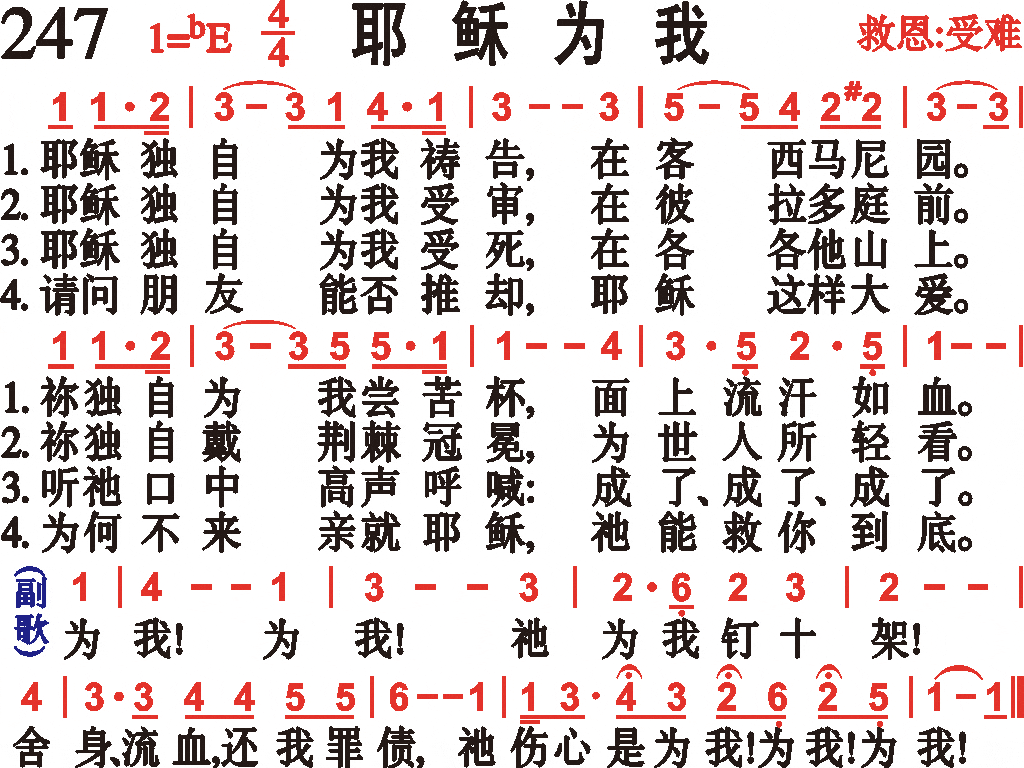 247 1=ᵇE 4/4 耶稣为我 救恩:受难
1 1·2 | 3 - 3 1 4·1 | 3 - - 3 | 5 - 5 4 2 #2 | 3 - 3
1.耶稣独自为我祷告,在客西马尼园。
2.耶稣独自为我受审,在彼拉多庭前。
3.耶稣独自为我受死,在各各他山上。
4.请问朋友能否推却,耶稣这样大爱。
1 1·2 | 3 - 3 5 5·1 | 1 - - 4 | 3·5 2·5 | 1 - - |
1.祢独自为我尝苦杯,面上流汗如血。
2.祢独自戴荆棘冠冕,为世人所轻看。
3.听祂口中高声呼喊:成了、成了、成了。
4.为何不来亲就耶稣,祂能救你到底。
(副歌) 1 | 4 - - 1 | 3 - - 3 | 2·6 2 3 | 2 - - |
为我!为我!祂为我钉十架!
4 | 3·3 4 4 5 5 | 6 - - 1 | 1 3·4 3 2 6 2 5 | 1 - 1 ‖
舍身、流血,还我罪债,祂伤心是为我!为我!为我!